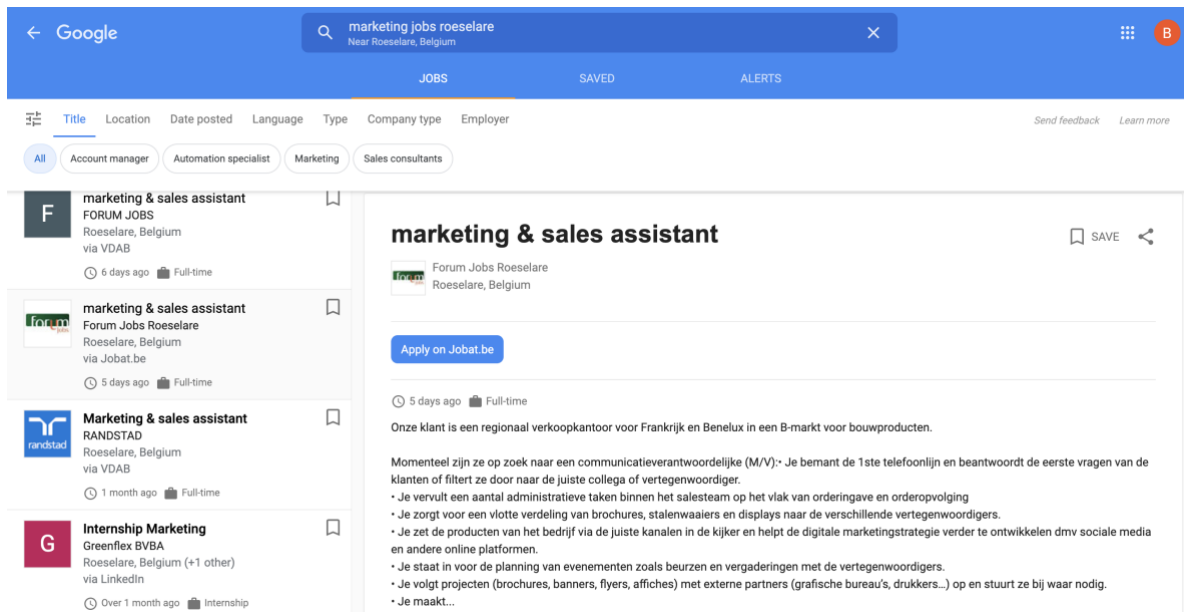 Google
marketing jobs roeselare
Near Roeselare, Belgium
B
JOBS SAVED ALERTS
Title Location Date posted Language Type Company type Employer
Send feedback Learn more
All Account manager Automation specialist Marketing Sales consultants
F
marketing & sales assistant
FORUM JOBS
Roeselare, Belgium
via VDAB
6 days ago Full-time
forum
jobs
marketing & sales assistant
Forum Jobs Roeselare
Roeselare, Belgium
via Jobat.be
5 days ago Full-time
randstad
Marketing & sales assistant
RANDSTAD
Roeselare, Belgium
via VDAB
1 month ago Full-time
G
Internship Marketing
Greenflex BVBA
Roeselare, Belgium (+1 other)
via LinkedIn
Over 1 month ago Internship
marketing & sales assistant
SAVE
forum
Forum Jobs Roeselare
Roeselare, Belgium
Apply on Jobat.be
5 days ago Full-time
Onze klant is een regionaal verkoopkantoor voor Frankrijk en Benelux in een B-markt voor bouwproducten.
Momenteel zijn ze op zoek naar een communicatieverantwoordelijke (M/V):• Je bemant de 1ste telefoonlijn en beantwoordt de eerste vragen van de
klanten of filtert ze door naar de juiste collega of vertegenwoordiger.
• Je vervult een aantal administratieve taken binnen het salesteam op het vlak van orderingave en orderopvolging
• Je zorgt voor een vlotte verdeling van brochures, stalenwaaiers en displays naar de verschillende vertegenwoordigers.
• Je zet de producten van het bedrijf via de juiste kanalen in de kijker en helpt de digitale marketingstrategie verder te ontwikkelen dmv sociale media
en andere online platformen.
• Je staat in voor de planning van evenementen zoals beurzen en vergaderingen met de vertegenwoordigers.
• Je volgt projecten (brochures, banners, flyers, affiches) met externe partners (grafische bureau's, drukkers…) op en stuurt ze bij waar nodig.
• Je maakt...